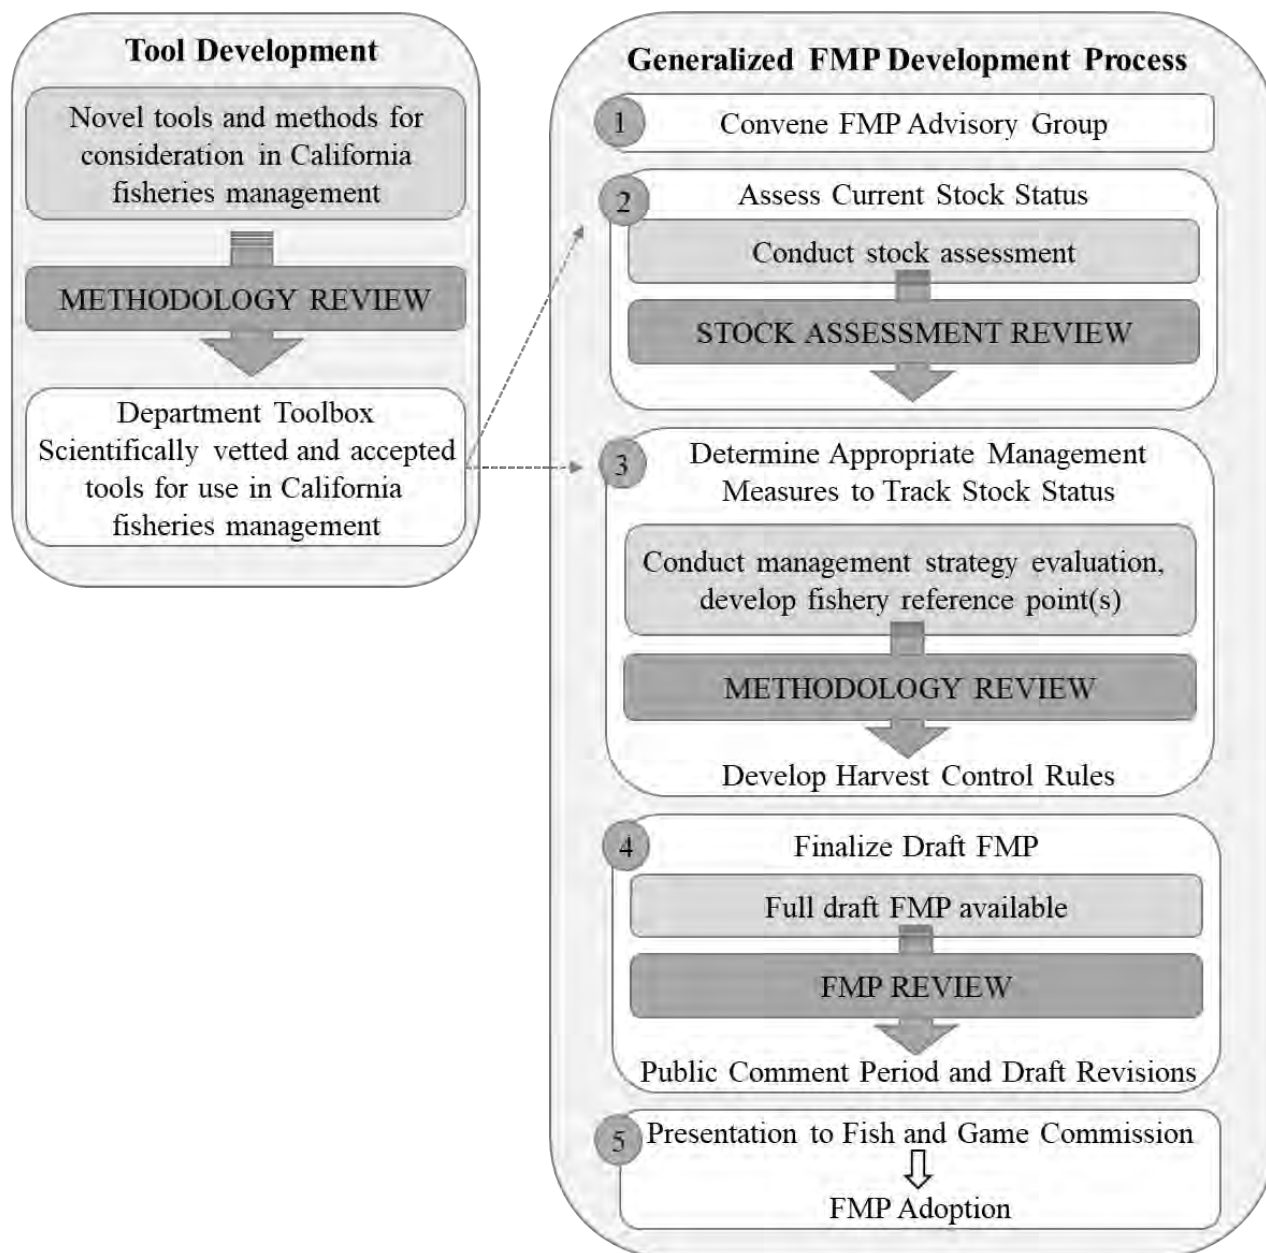 Tool Development
Novel tools and methods for
consideration in California
fisheries management
METHODOLOGY REVIEW
Department Toolbox
Scientifically vetted and accepted
tools for use in California
fisheries management
Generalized FMP Development Process
1
Convene FMP Advisory Group
2
Assess Current Stock Status
Conduct stock assessment
STOCK ASSESSMENT REVIEW
3
Determine Appropriate Management
Measures to Track Stock Status
Conduct management strategy evaluation,
develop fishery reference point(s)
METHODOLOGY REVIEW
Develop Harvest Control Rules
4
Finalize Draft FMP
Full draft FMP available
FMP REVIEW
Public Comment Period and Draft Revisions
5
Presentation to Fish and Game Commission
FMP Adoption